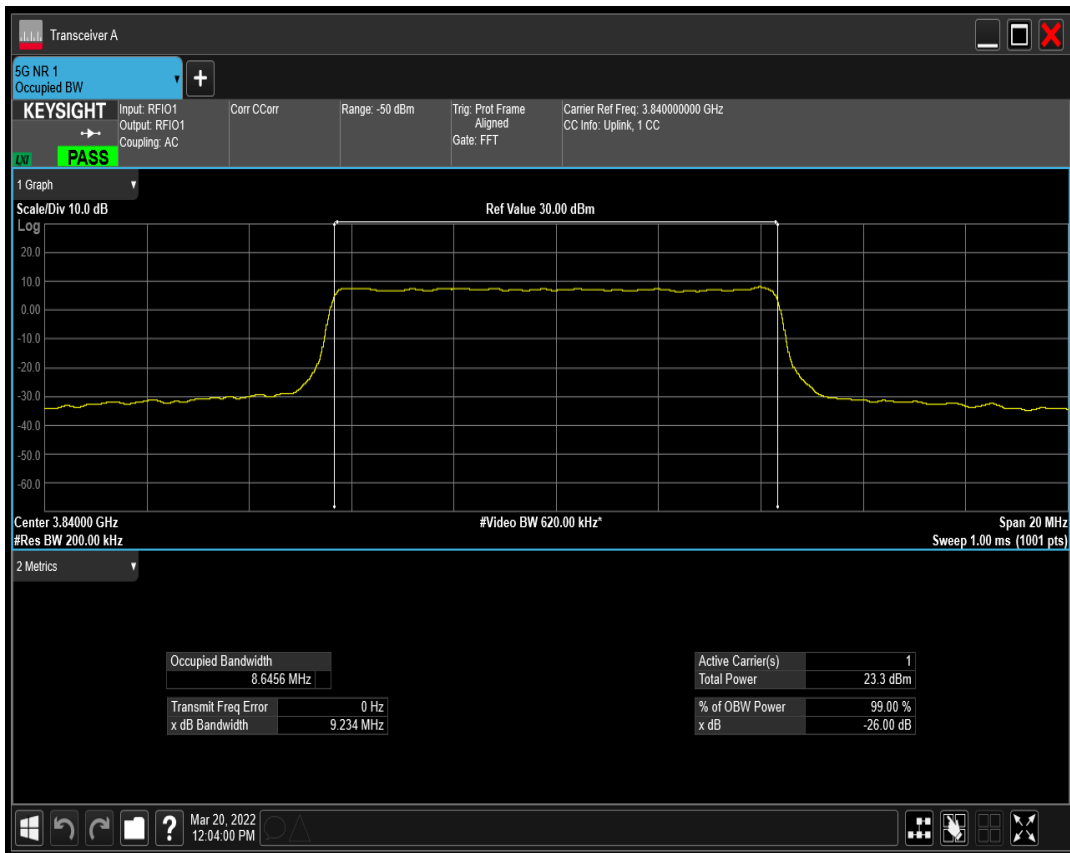 Transceiver A
5G NR 1
Occupied BW
KEYSIGHT
LXI
PASS
Input: RFIO1
Output: RFIO1
Coupling: AC
Corr CCorr
Range: -50 dBm
Trig: Prot Frame
Aligned
Gate: FFT
Carrier Ref Freq: 3.840000000 GHz
CC Info: Uplink, 1 CC
1 Graph
Scale/Div 10.0 dB
Ref Value 30.00 dBm
Log
20.0
10.0
0.00
-10.0
-20.0
-30.0
-40.0
-50.0
-60.0
Center 3.84000 GHz
#Video BW 620.00 kHz*
Span 20 MHz
#Res BW 200.00 kHz
Sweep 1.00 ms (1001 pts)
2 Metrics
Occupied Bandwidth
8.6456 MHz
Transmit Freq Error 0 Hz
x dB Bandwidth 9.234 MHz
Active Carrier(s) 1
Total Power 23.3 dBm
% of OBW Power 99.00 %
x dB -26.00 dB
Mar 20, 2022
12:04:00 PM